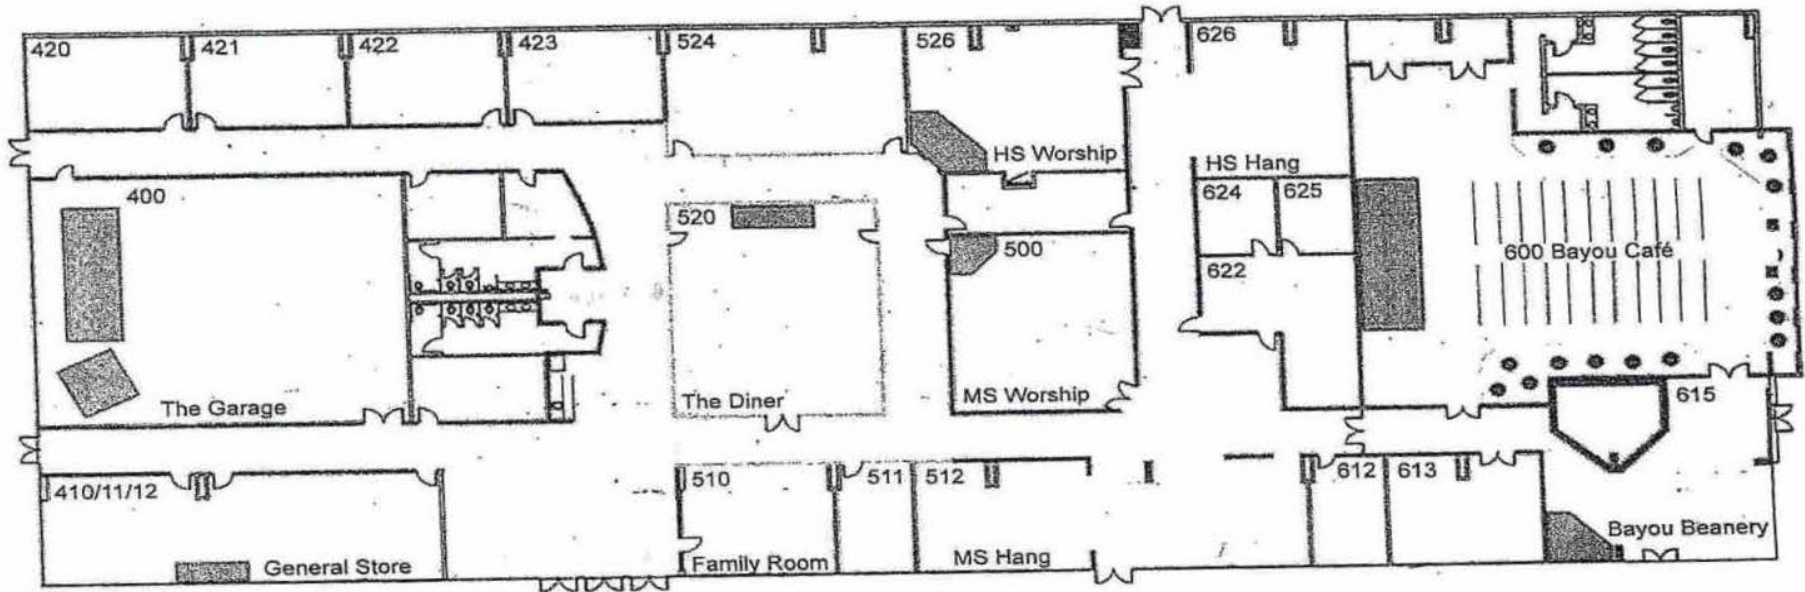 420
421
422
423
524
526
626
HS Worship
HS Hang
400
520
500
624
625
622
600 Bayou Café
The Garage
The Diner
MS Worship
615
410/11/12
510
511
512
612
613
General Store
Family Room
MS Hang
Bayou Beanery